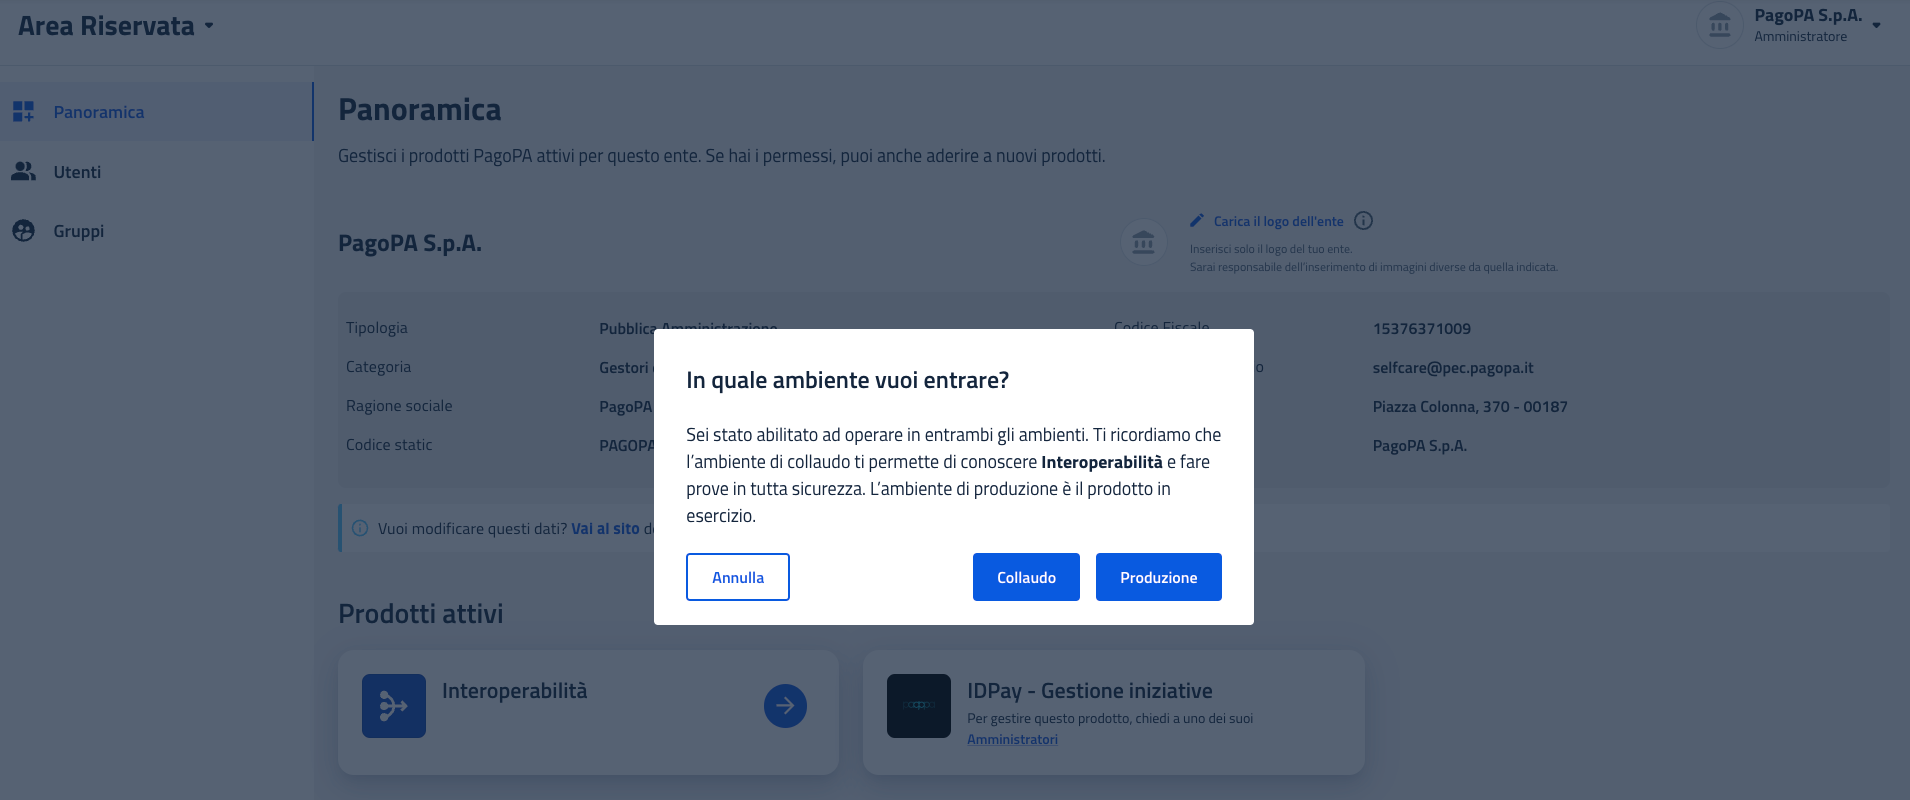 Area Riservata
PagoPA S.p.A.
Amministratore
Panoramica
Utenti
Gruppi
Panoramica
Gestisci i prodotti PagoPA attivi per questo ente. Se hai i permessi, puoi anche aderire a nuovi prodotti.
PagoPA S.p.A.
Carica il logo dell'ente
Inserisci solo il logo del tuo ente.
Sarai responsabile dell'inserimento di immagini diverse da quella indicata.
Tipologia
Pubblica Amministrazione
Codice Fiscale
15376371009
Categoria
Gestori
selfcare@pec.pagopa.it
Ragione sociale
PagoPA
Piazza Colonna, 370 - 00187
Codice static
PAGOPA
PagoPA S.p.A.
Vuoi modificare questi dati? Vai al sito
In quale ambiente vuoi entrare?
Sei stato abilitato ad operare in entrambi gli ambienti. Ti ricordiamo che
l’ambiente di collaudo ti permette di conoscere Interoperabilità e fare
prove in tutta sicurezza. L’ambiente di produzione è il prodotto in
esercizio.
Annulla
Collaudo
Produzione
Prodotti attivi
Interoperabilità
IDPay - Gestione iniziative
Per gestire questo prodotto, chiedi a uno dei suoi
Amministratori